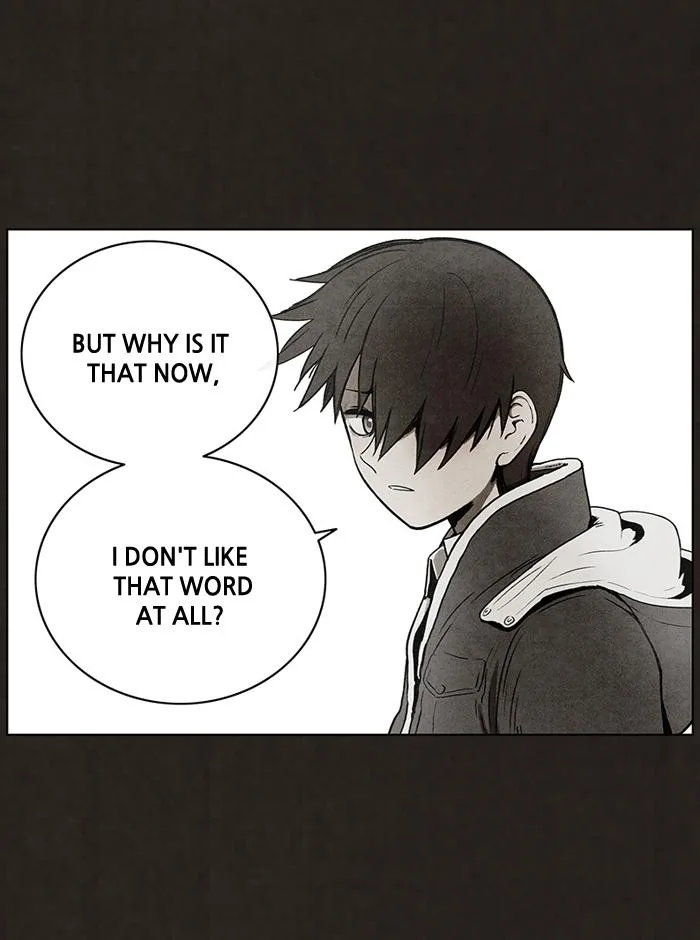 BUT WHY IS IT
THAT NOW,
I DON'T LIKE
THAT WORD
AT ALL?